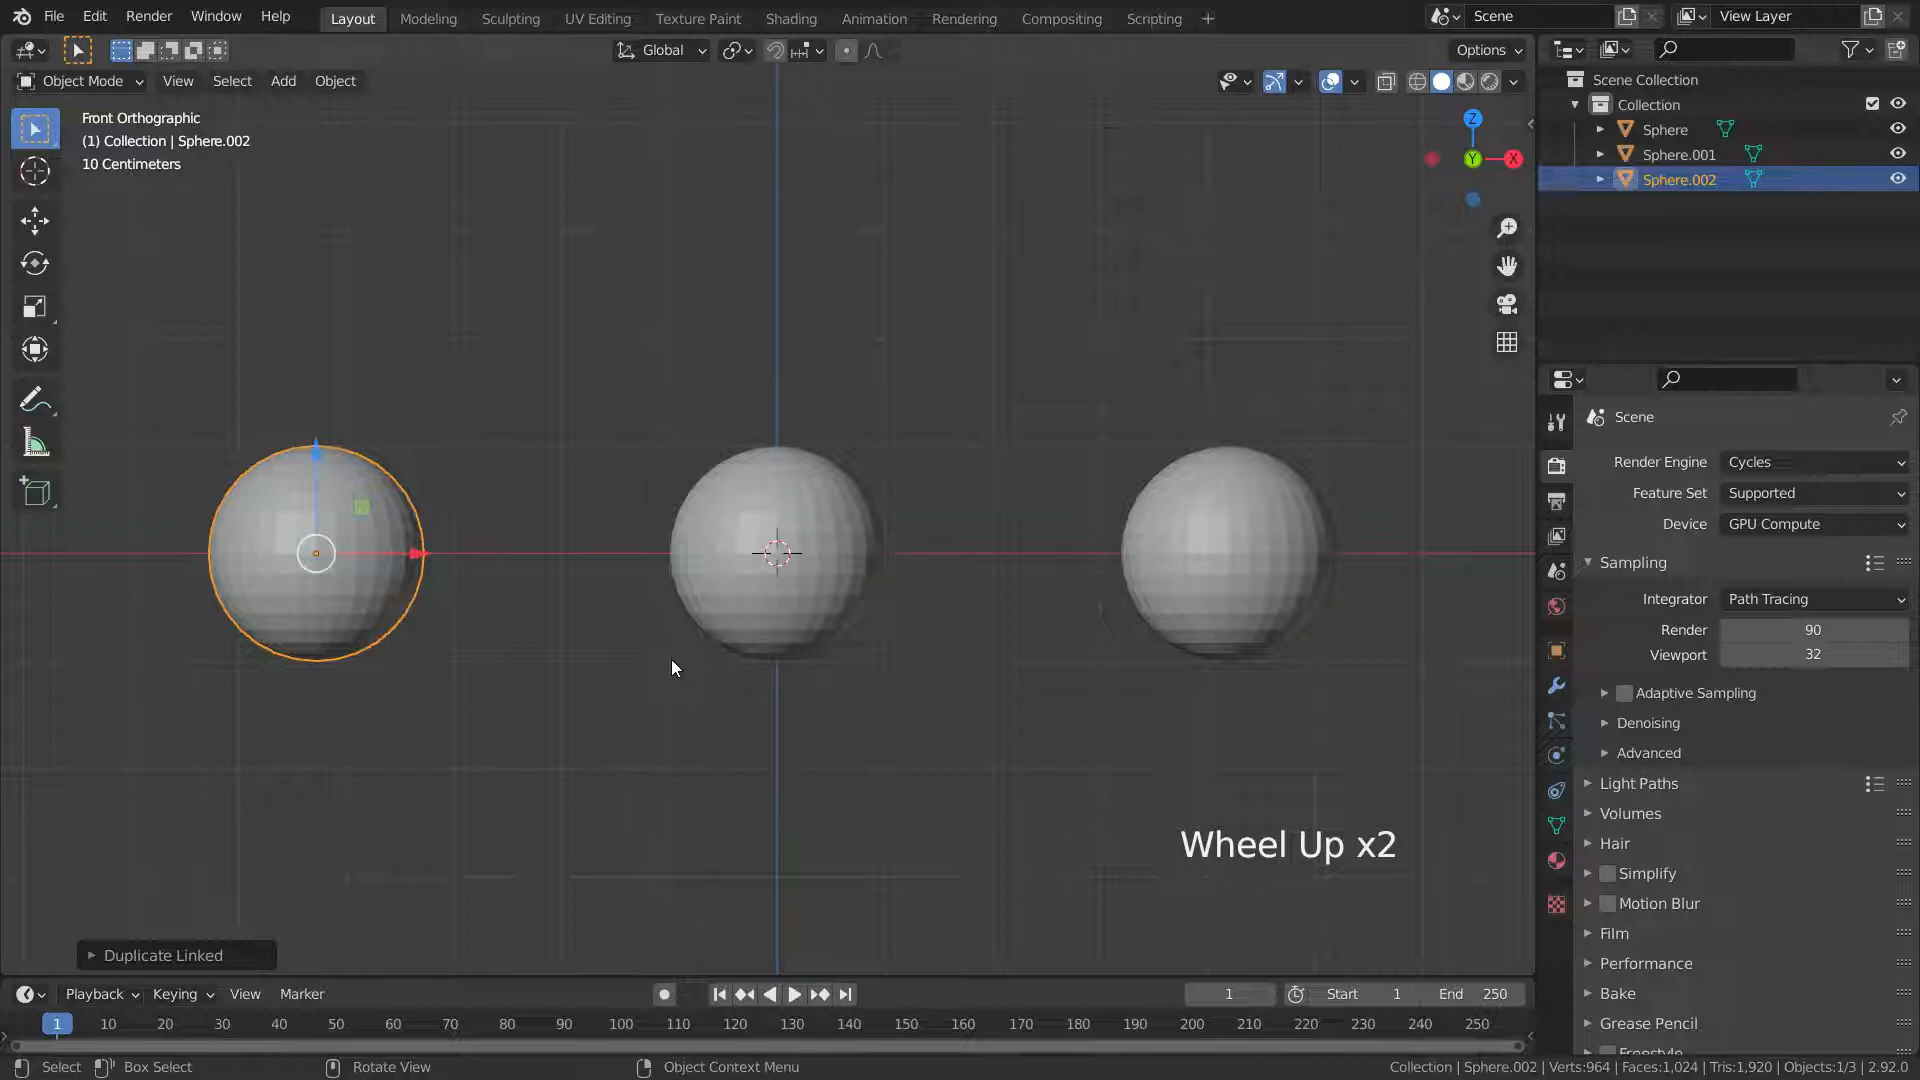 File Edit Render Window Help Layout Modeling Sculpting UV Editing Texture Paint Shading Animation Rendering Compositing Scripting Scene View Layer
Global Options
Object Mode View Select Add Object
Front Orthographic
(1) Collection | Sphere.002
10 Centimeters
Z
Y
X
Scene Collection
Collection
Sphere
Sphere.001
Sphere.002
Scene
Render Engine Cycles
Feature Set Supported
Device GPU Compute
Sampling
Integrator Path Tracing
Render 90
Viewport 32
Adaptive Sampling
Denoising
Advanced
Light Paths
Volumes
Hair
Simplify
Motion Blur
Film
Performance
Bake
Grease Pencil
Freestyle
Wheel Up x2
Duplicate Linked
Playback Keying View Marker 1 Start 1 End 250
1 10 20 30 40 50 60 70 80 90 100 110 120 130 140 150 160 170 180 190 200 210 220 230 240 250
Select Box Select Rotate View Object Context Menu Collection | Sphere.002 | Verts:964 | Faces:1,024 | Tris:1,920 | Objects:1/3 | 2.92.0